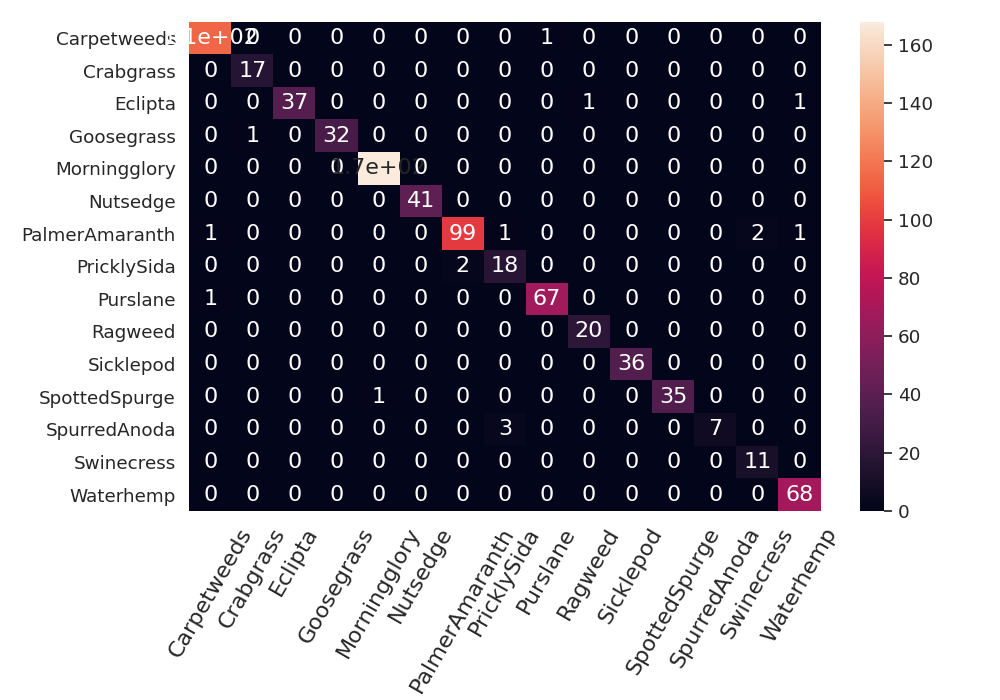 Carpetweeds 1e+02 0 0 0 0 0 0 0 1 0 0 0 0 0 0
Crabgrass 0 17 0 0 0 0 0 0 0 0 0 0 0 0 0
Eclipta 0 0 37 0 0 0 0 0 0 1 0 0 0 0 1
Goosegrass 0 1 0 32 0 0 0 0 0 0 0 0 0 0 0
Morningglory 0 0 0 0 1.7e+02 0 0 0 0 0 0 0 0 0 0
Nutsedge 0 0 0 0 0 41 0 0 0 0 0 0 0 0 0
PalmerAmaranth 1 0 0 0 0 0 99 1 0 0 0 0 0 2 1
PricklySida 0 0 0 0 0 0 2 18 0 0 0 0 0 0 0
Purslane 1 0 0 0 0 0 0 0 67 0 0 0 0 0 0
Ragweed 0 0 0 0 0 0 0 0 0 20 0 0 0 0 0
Sicklepod 0 0 0 0 0 0 0 0 0 0 36 0 0 0 0
SpottedSpurge 0 0 0 0 1 0 0 0 0 0 0 35 0 0 0
SpurredAnoda 0 0 0 0 0 0 0 3 0 0 0 0 7 0 0
Swinecress 0 0 0 0 0 0 0 0 0 0 0 0 0 11 0
Waterhemp 0 0 0 0 0 0 0 0 0 0 0 0 0 0 68
Carpetweeds
Crabgrass
Eclipta
Goosegrass
Morningglory
Nutsedge
PalmerAmaranth
PricklySida
Purslane
Ragweed
Sicklepod
SpottedSpurge
SpurredAnoda
Swinecress
Waterhemp
160
140
120
100
80
60
40
20
0